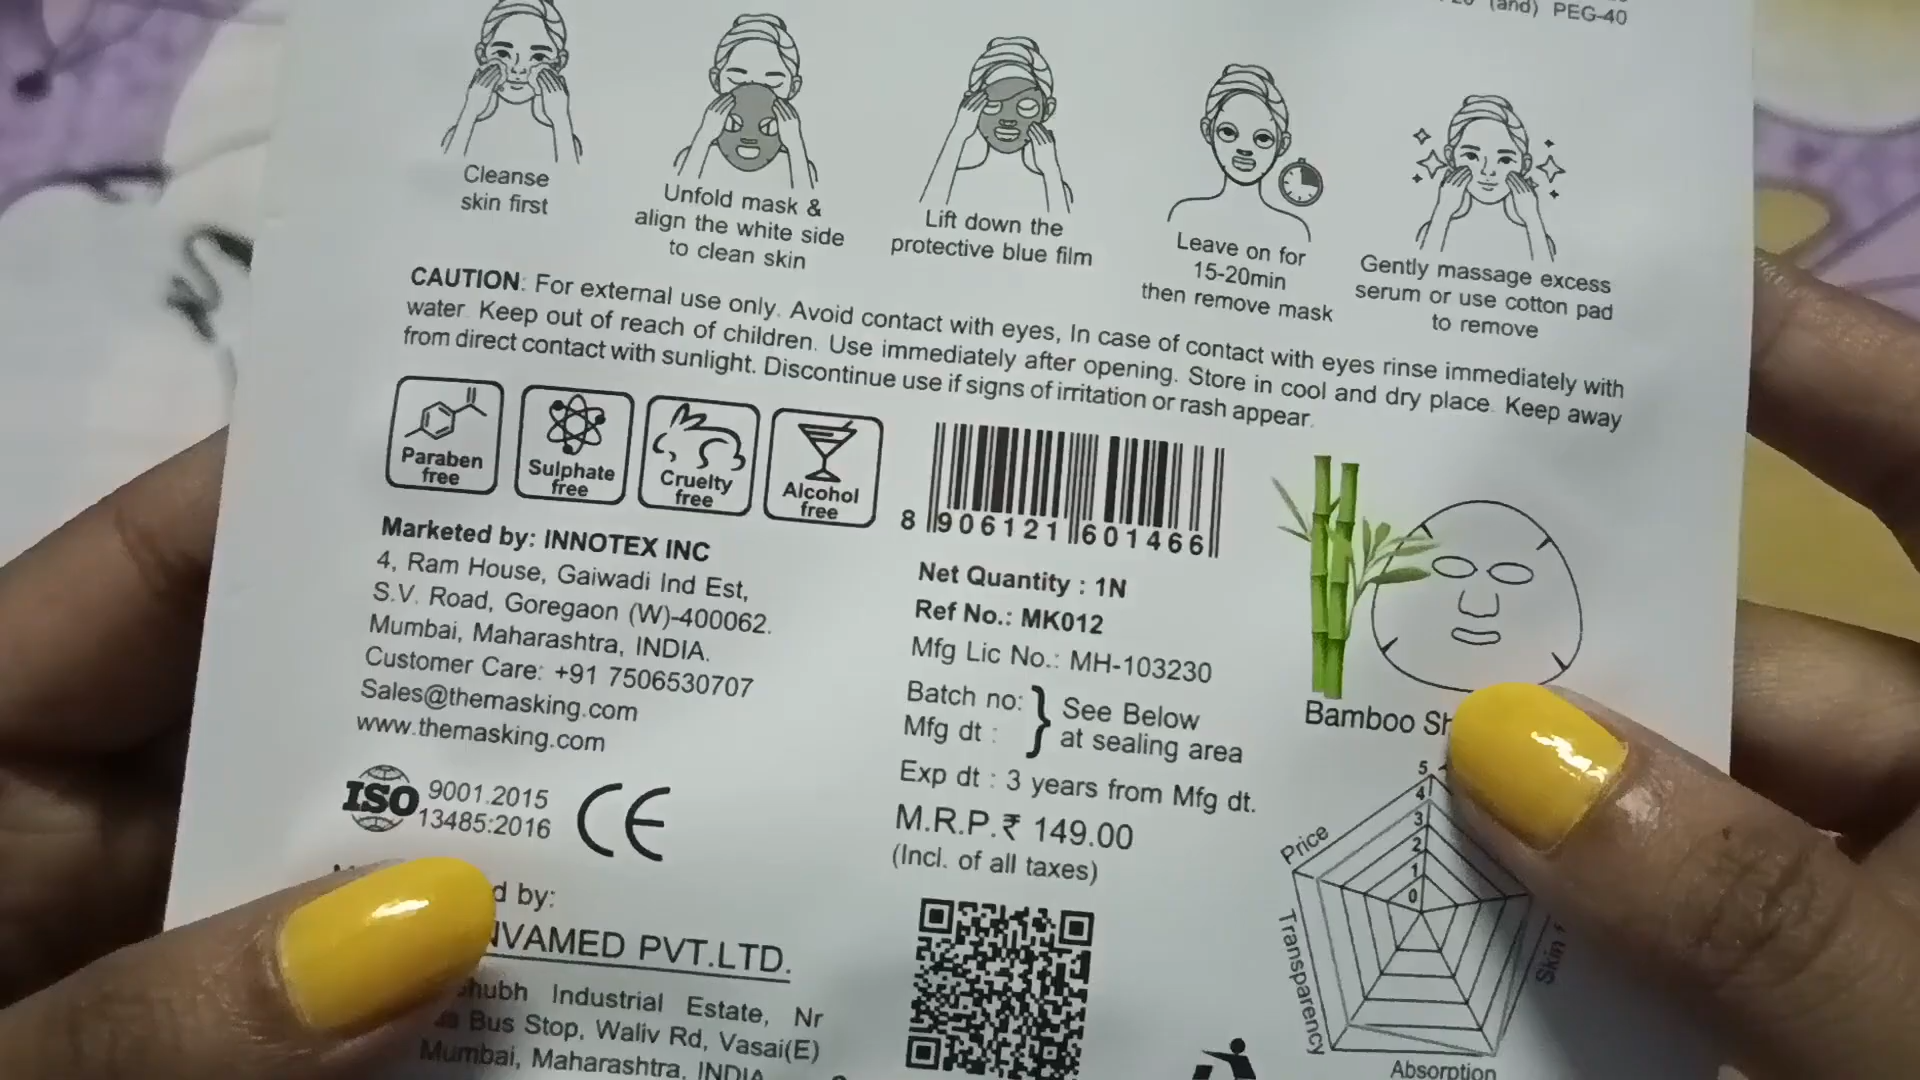 (and) PEG-40
Cleanse
skin first
Unfold mask &
align the white side
to clean skin
Lift down the
protective blue film
Leave on for
15-20min
then remove mask
Gently massage excess
serum or use cotton pad
to remove
CAUTION: For external use only. Avoid contact with eyes, In case of contact with eyes rinse immediately with
water. Keep out of reach of children. Use immediately after opening. Store in cool and dry place. Keep away
from direct contact with sunlight. Discontinue use if signs of irritation or rash appear.
Paraben
free
Sulphate
free
Cruelty
free
Alcohol
free
8 906121 601466
Marketed by: INNOTEX INC
4, Ram House, Gaiwadi Ind Est,
S.V. Road, Goregaon (W)-400062.
Mumbai, Maharashtra, INDIA.
Customer Care: +91 7506530707
Sales@themasking.com
www.themasking.com
ISO 9001:2015
13485:2016
CE
d by:
NVAMED PVT.LTD.
Industrial Estate, Nr
Bus Stop, Waliv Rd, Vasai(E)
Mumbai, Maharashtra, INDIA.
Net Quantity : 1N
Ref No.: MK012
Mfg Lic No.: MH-103230
Batch no:
Mfg dt :
See Below
at sealing area
Exp dt : 3 years from Mfg dt.
M.R.P.₹ 149.00
(Incl. of all taxes)
Bamboo
5
4
3
2
1
0
Price
Transparency
Skin
Absorption